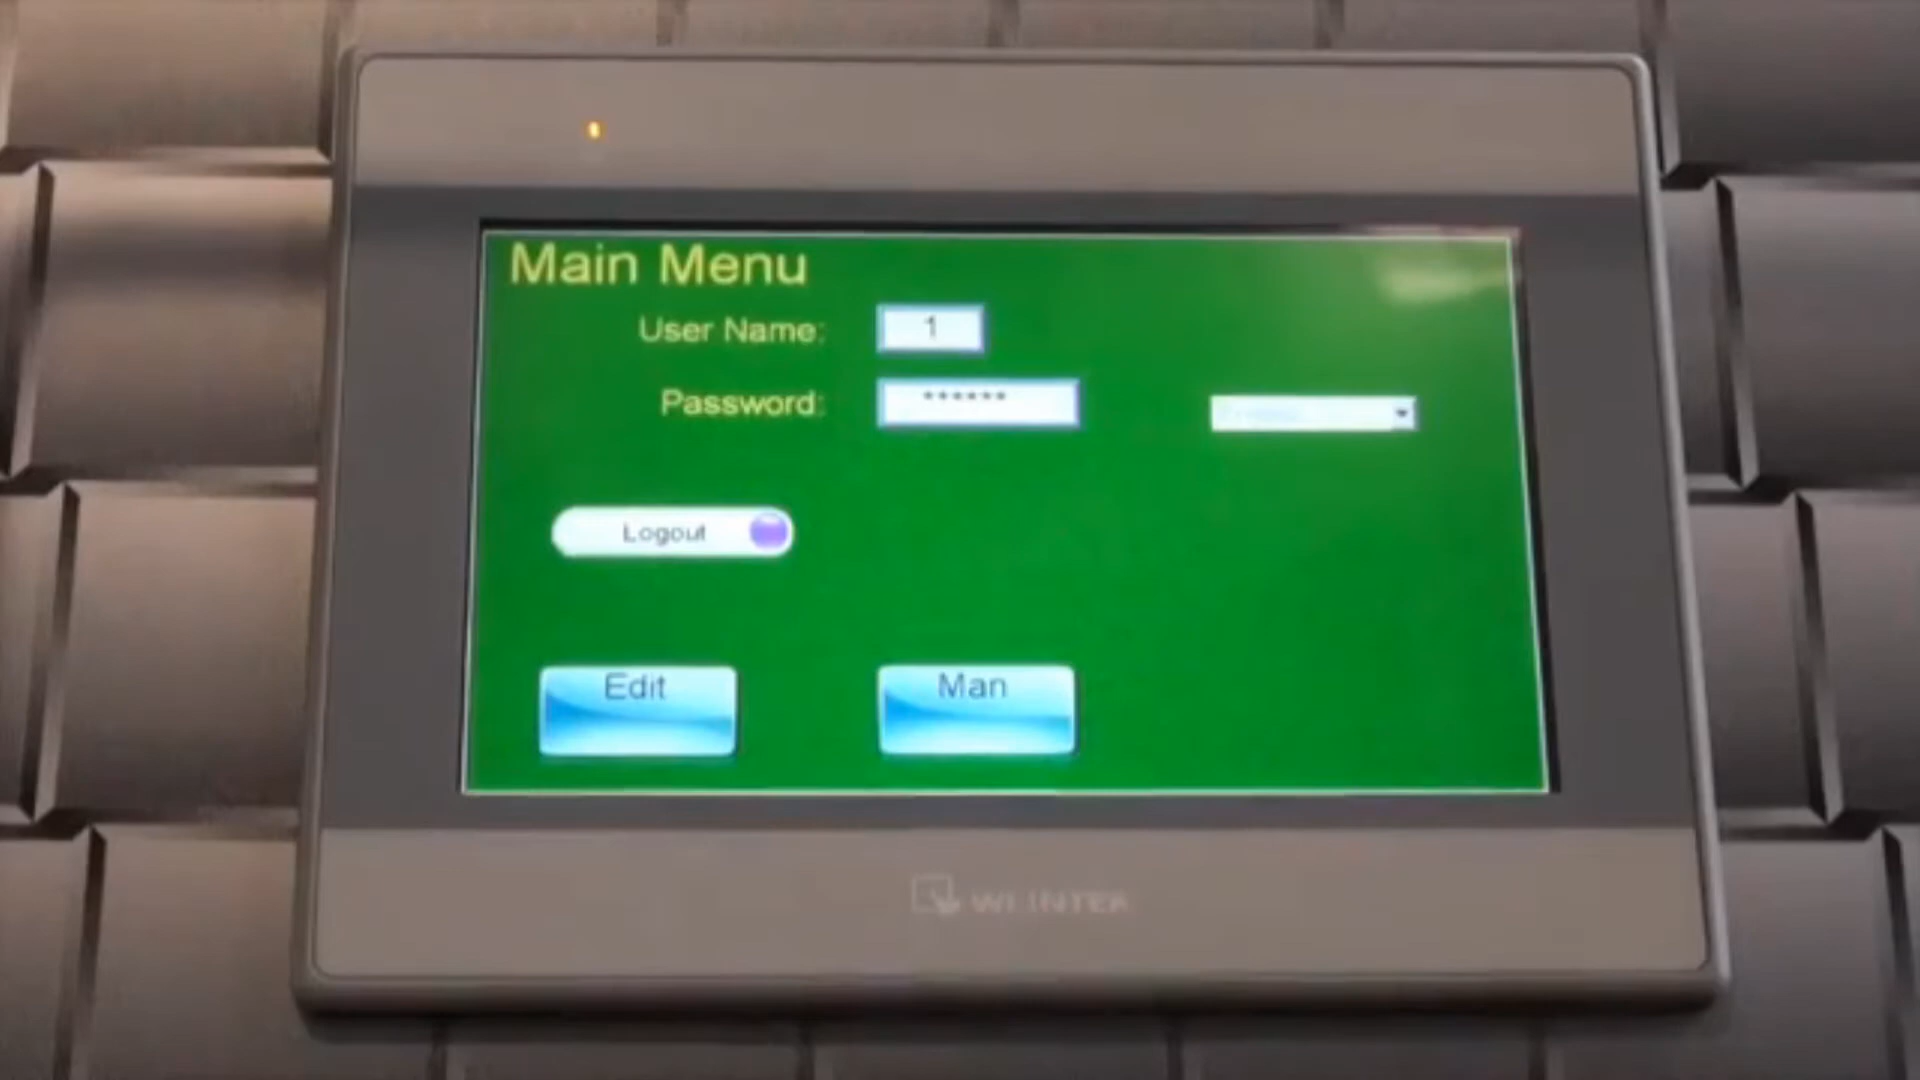 Main Menu
User Name: 1
Password: ******
Logout
Edit Man